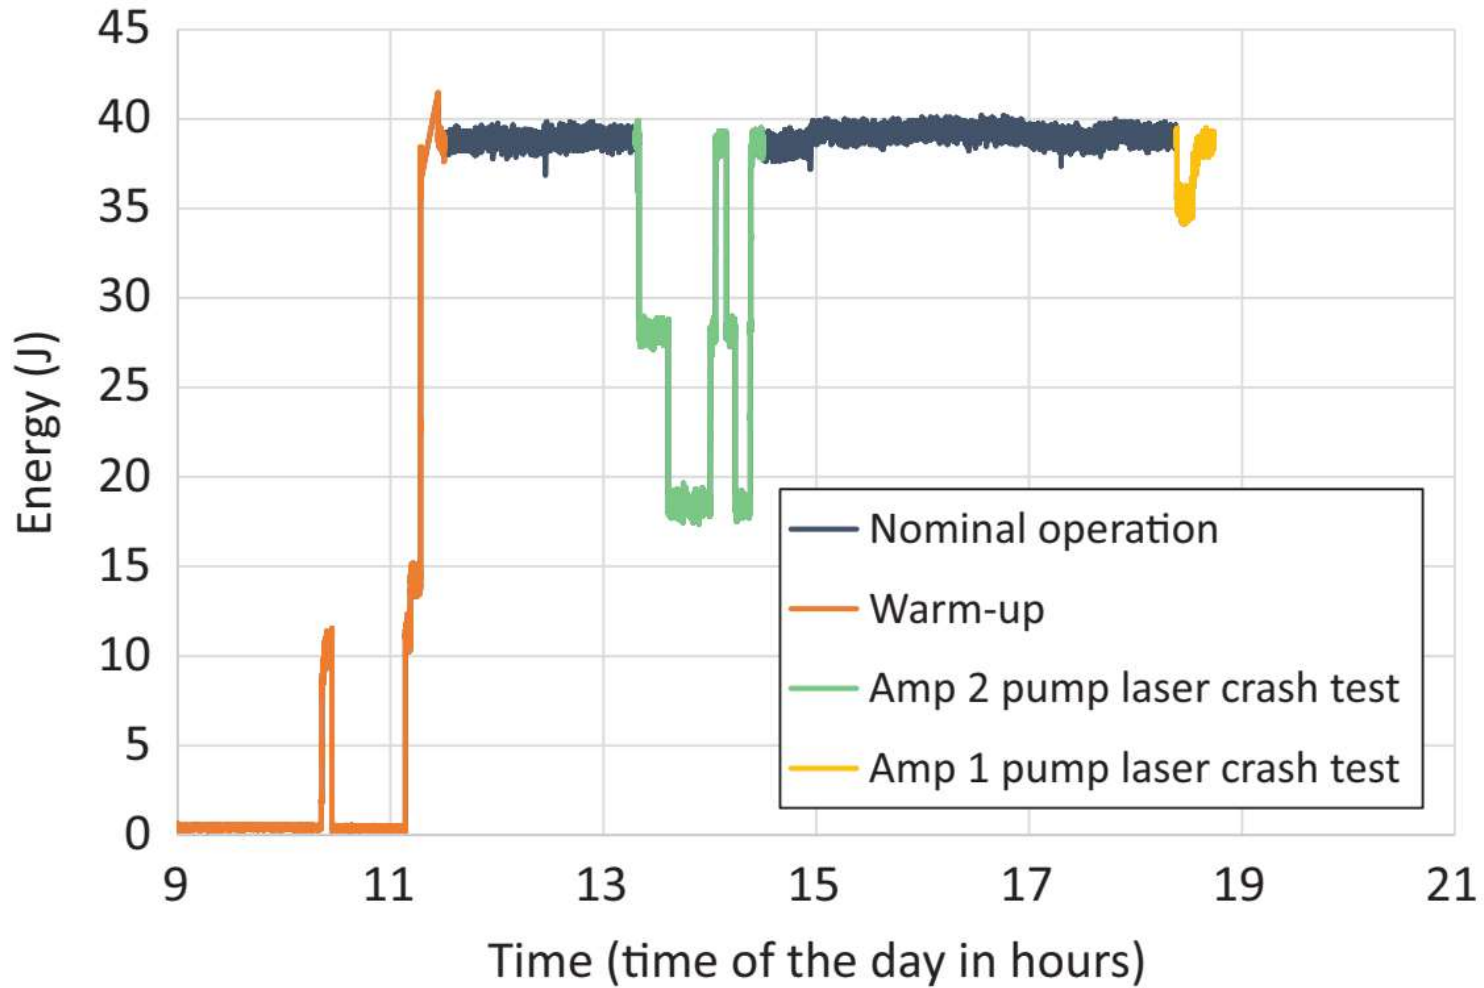 45
40
35
30
25
20
15
10
5
0
Energy (J)
Nominal operation
Warm-up
Amp 2 pump laser crash test
Amp 1 pump laser crash test
9 11 13 15 17 19 21
Time (time of the day in hours)